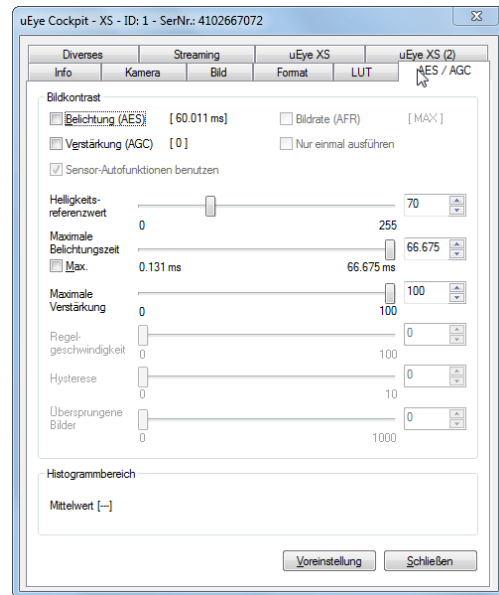 uEye Cockpit - XS - ID: 1 - SerNr.: 4102667072
Diverses Streaming uEye XS uEye XS (2)
Info Kamera Bild Format LUT AES / AGC
Bildkontrast
Belichtung (AES) [ 60.011 ms] Bildrate (AFR) [ MAX ]
Verstärkung (AGC) [ 0 ] Nur einmal ausführen
Sensor-Autofunktionen benutzen
Helligkeits-
referenzwert
70
0 255
Maximale
Belichtungszeit
66.675
Max. 0.131 ms 66.675 ms
Maximale
Verstärkung
100
0 100
Regel-
geschwindigkeit
0
0 100
Hysterese
0
0 10
Übersprungene
Bilder
0
0 1000
Histogrammbereich
Mittelwert [---]
Voreinstellung Schließen